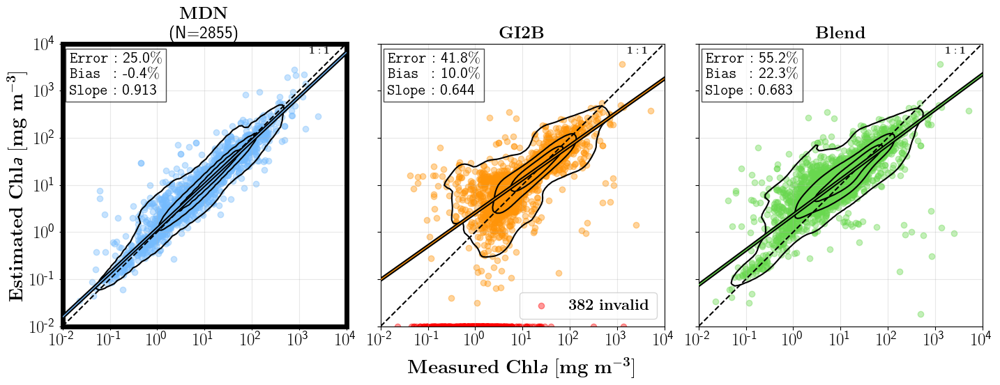 MDN
(N=2855)
GI2B
Blend
Error : 25.0%
Bias : -0.4%
Slope : 0.913
1 : 1
Error : 41.8%
Bias : 10.0%
Slope : 0.644
1 : 1
Error : 55.2%
Bias : 22.3%
Slope : 0.683
1 : 1
10⁴
10³
10²
10¹
10⁰
10⁻¹
10⁻²
Estimated Chla [mg m⁻³]
382 invalid
10⁻² 10⁻¹ 10⁰ 10¹ 10² 10³ 10⁴
10⁻² 10⁻¹ 10⁰ 10¹ 10² 10³ 10⁴
10⁻² 10⁻¹ 10⁰ 10¹ 10² 10³ 10⁴
Measured Chla [mg m⁻³]